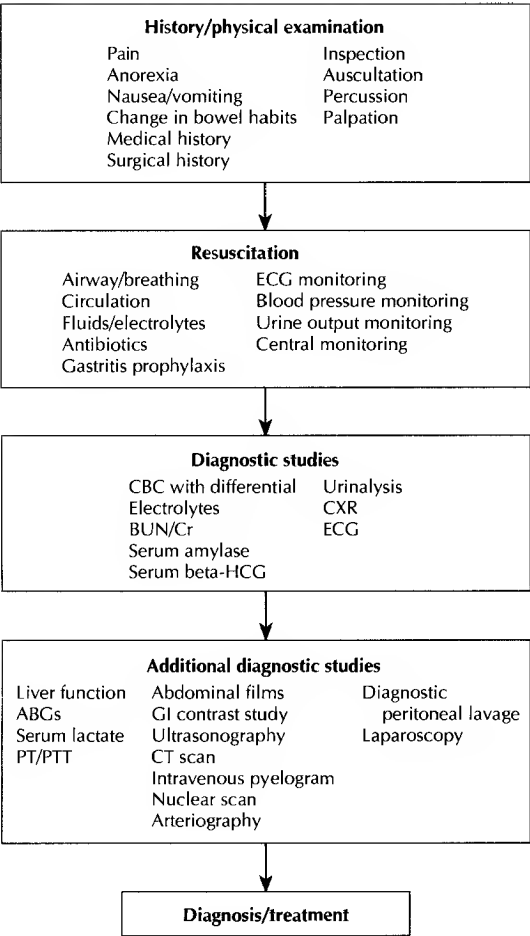 History/physical examination
Pain
Anorexia
Nausea/vomiting
Change in bowel habits
Medical history
Surgical history
Inspection
Auscultation
Percussion
Palpation
Resuscitation
Airway/breathing
Circulation
Fluids/electrolytes
Antibiotics
Gastritis prophylaxis
ECG monitoring
Blood pressure monitoring
Urine output monitoring
Central monitoring
Diagnostic studies
CBC with differential
Electrolytes
BUN/Cr
Serum amylase
Serum beta-HCG
Urinalysis
CXR
ECG
Additional diagnostic studies
Liver function
ABGs
Serum lactate
PT/PTT
Abdominal films
GI contrast study
Ultrasonography
CT scan
Intravenous pyelogram
Nuclear scan
Arteriography
Diagnostic
peritoneal lavage
Laparoscopy
Diagnosis/treatment